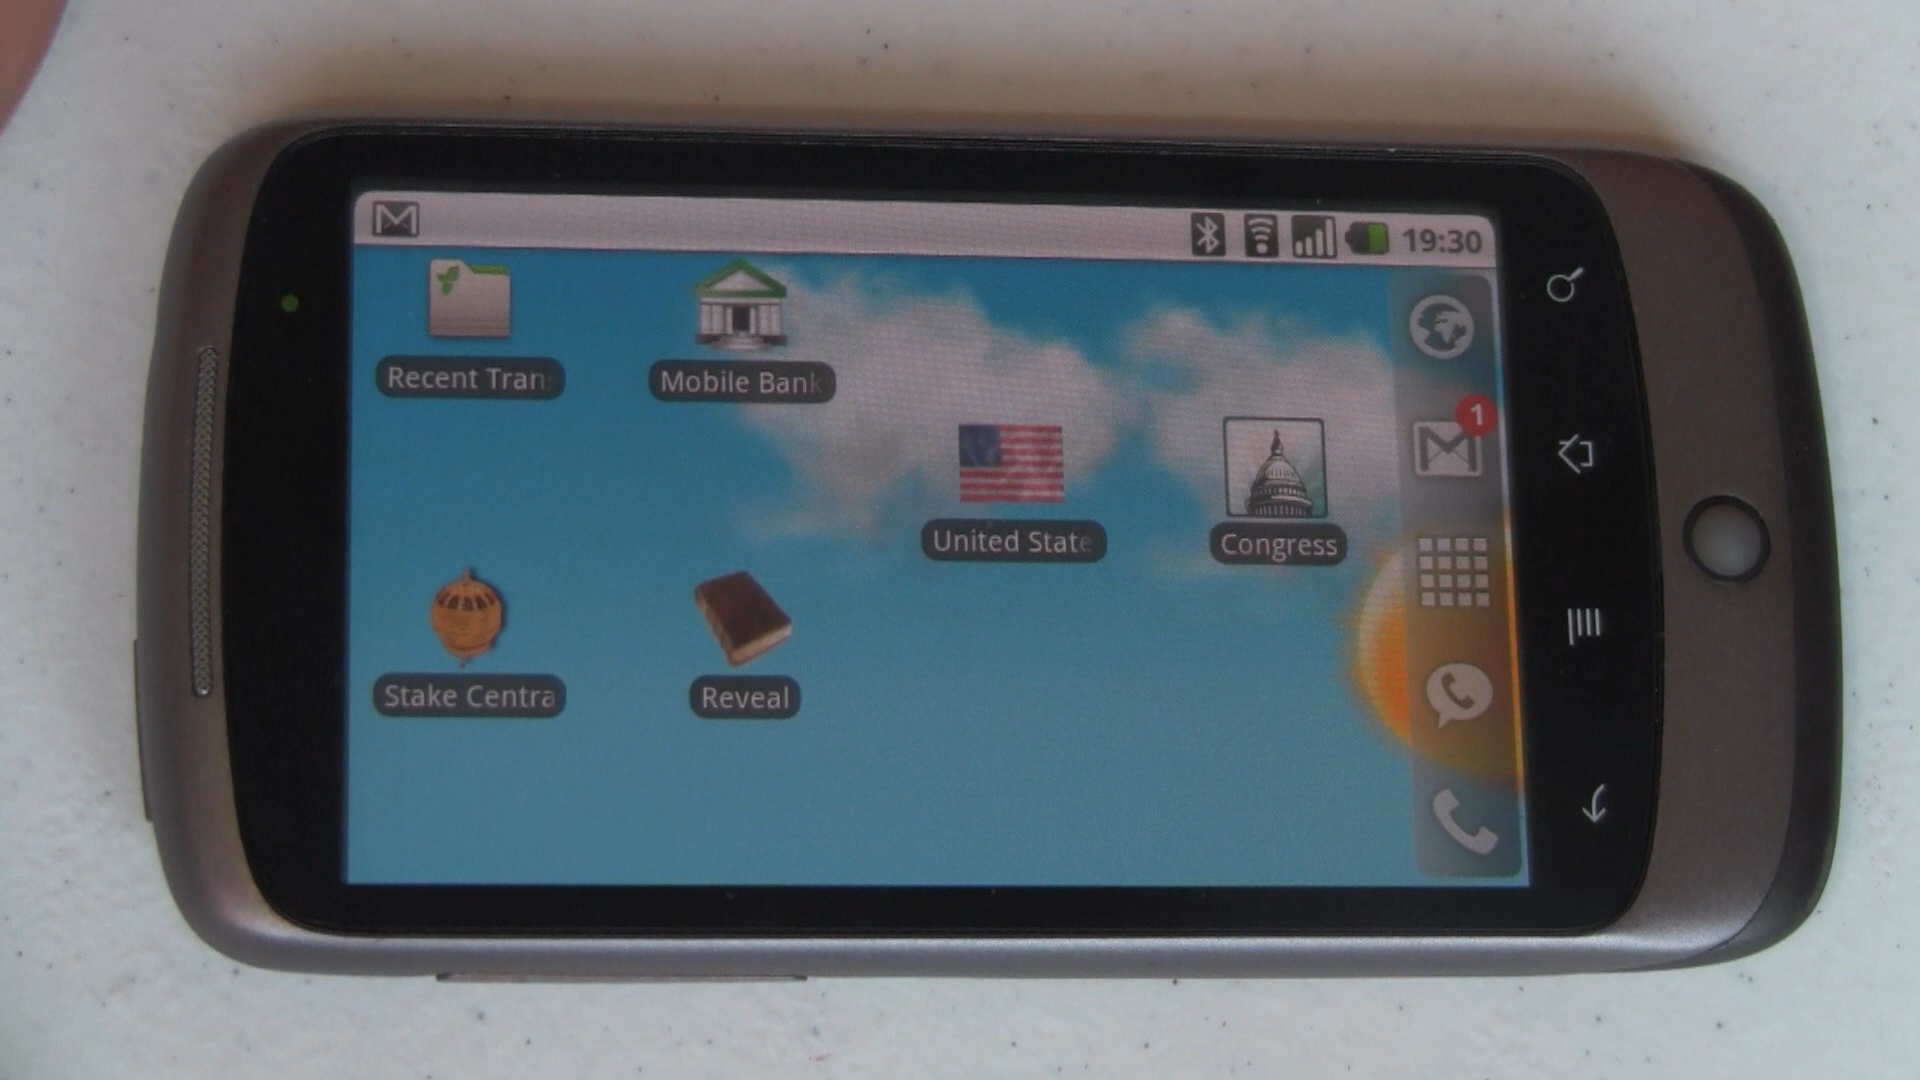 19:30
Recent Tran
Mobile Bank
1
United State
Congress
Stake Centra
Reveal